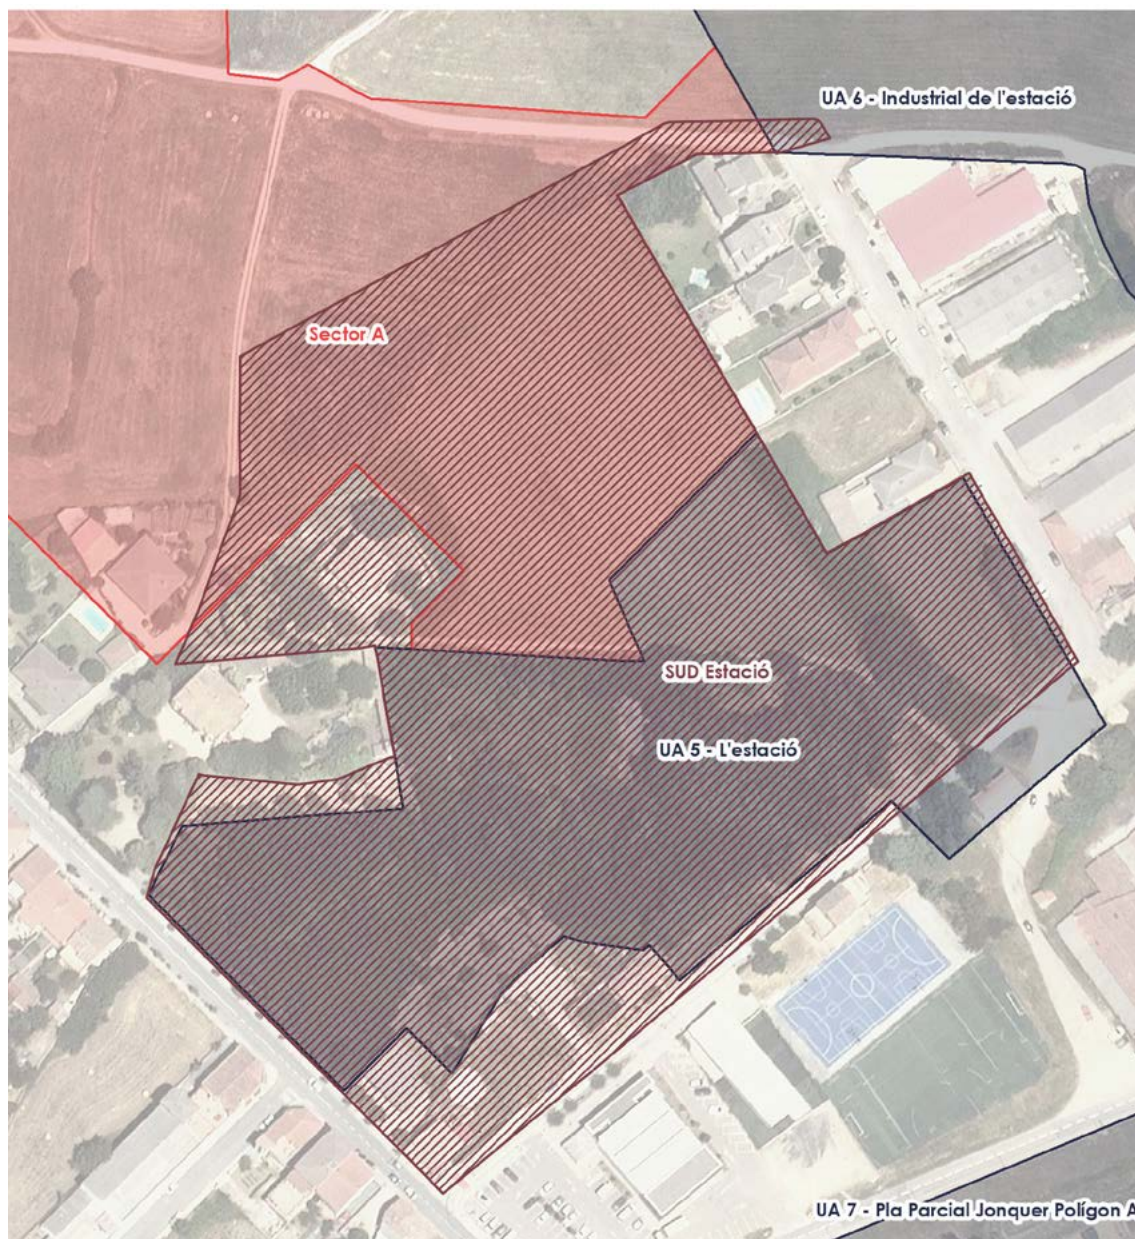 UA 6 - Industrial de l'estació
Sector A
SUD Estació
UA 5 - L'estació
UA 7 - Pla Parcial Jonquer Polígon A